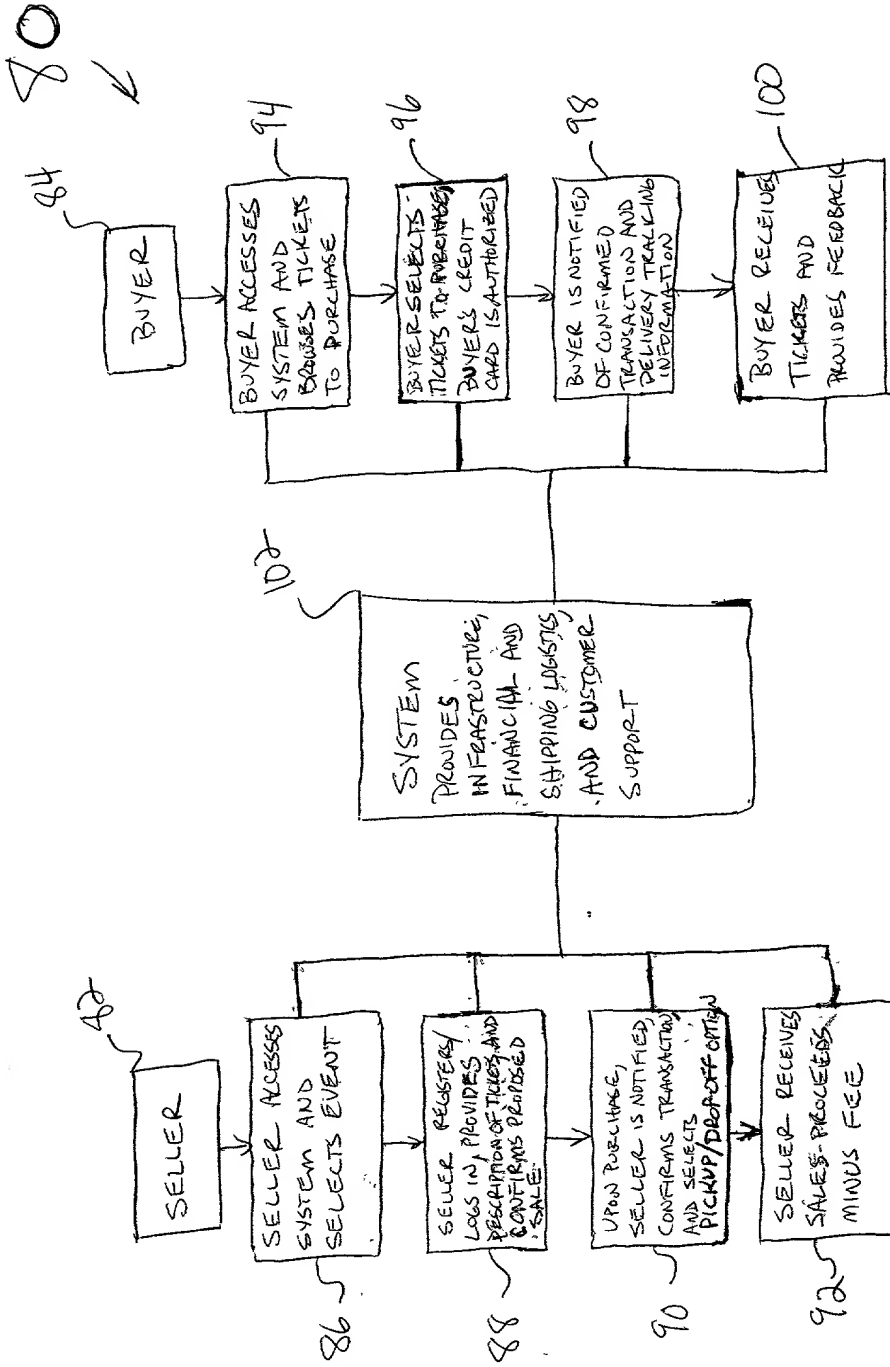 80
SELLER
82
SELLER ACCESSES
SYSTEM AND
SELECTS EVENT
86
SELLER REGISTERS/
LOGS IN, PROVIDES
DESCRIPTION OF TICKETS, AND
CONFIRMS PROPOSED
SALE
88
UPON PURCHASE,
SELLER IS NOTIFIED,
CONFIRMS TRANSACTION,
AND SELECTS
PICKUP/DROPOFF OPTION
90
SELLER RECEIVES
SALES PROCEEDS
MINUS FEE
92
SYSTEM
PROVIDES
INFRASTRUCTURE,
FINANCIAL AND
SHIPPING LOGISTICS,
AND CUSTOMER
SUPPORT
102
BUYER
84
BUYER ACCESSES
SYSTEM AND
BROWSES TICKETS
TO PURCHASE
94
BUYER SELECTS
TICKETS TO PURCHASE,
BUYER'S CREDIT
CARD IS AUTHORIZED
96
BUYER IS NOTIFIED
OF CONFIRMED
TRANSACTION AND
DELIVERY TRACKING
INFORMATION
98
BUYER RECEIVES
TICKETS AND
PROVIDES FEEDBACK
100